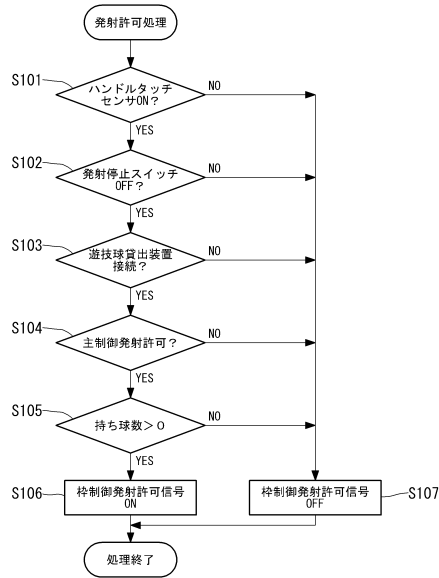 発射許可処理
S101
ハンドルタッチ
センサON？
NO
YES
S102
発射停止スイッチ
OFF？
NO
YES
S103
遊技球貸出装置
接続？
NO
YES
S104
主制御発射許可？
NO
YES
S105
持ち球数＞０
NO
YES
S106
枠制御発射許可信号
ON
枠制御発射許可信号
OFF
S107
処理終了